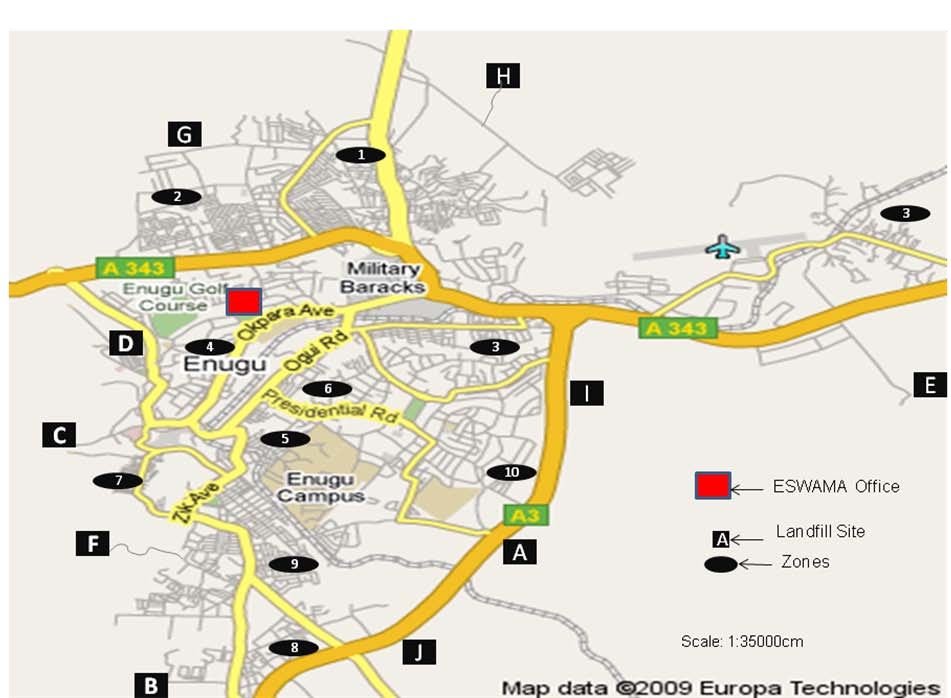 H
G
1
2
3
A 343
Military
Barracks
Enugu Golf
Course
Okpara Ave
A 343
D
4
Enugu
Ogui Rd
3
6
I
E
Presidential Rd
C
5
7
Enugu
Campus
10
ESWAMA Office
Zik Ave
A3
A
Landfill Site
F
A
9
Zones
8
J
Scale: 1:35000cm
B
Map data ©2009 Europa Technologies